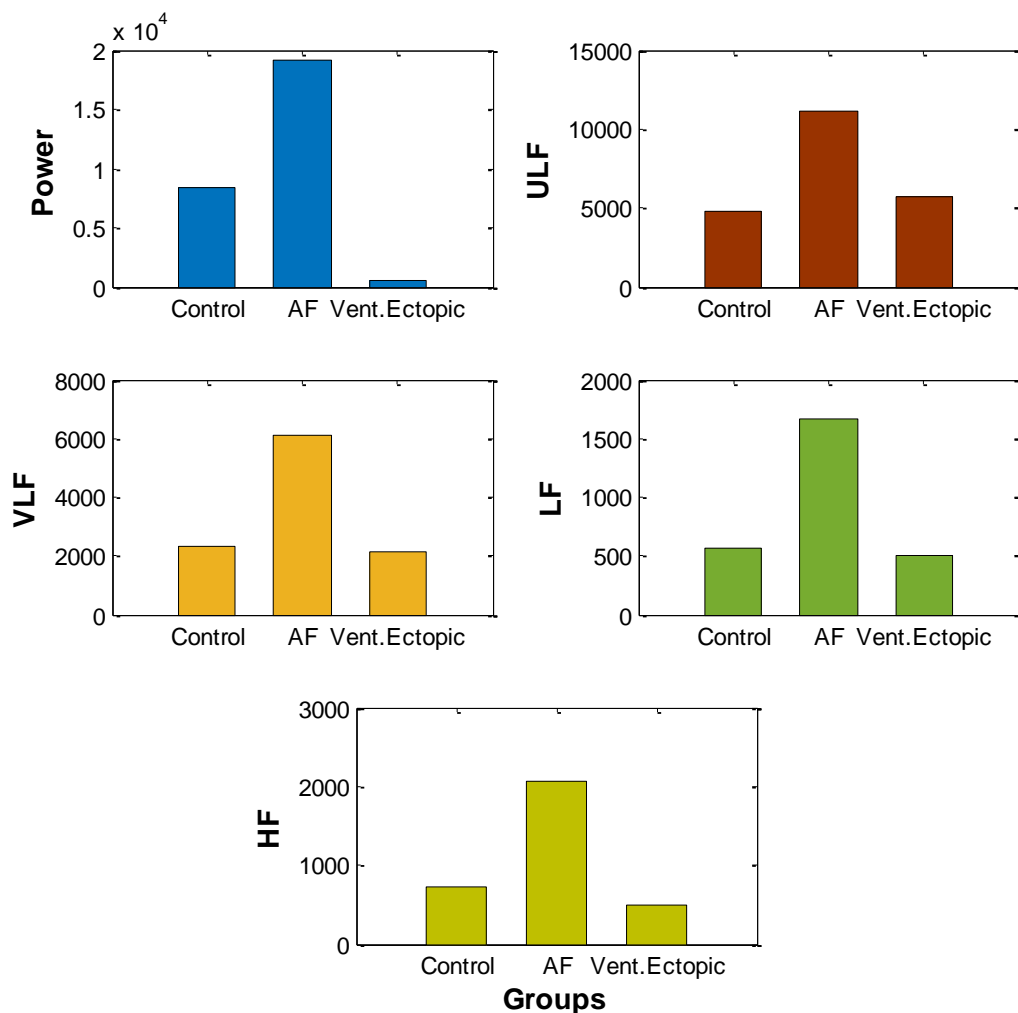 x 10^4
2
1.5
1
0.5
0
Power
Control AF Vent.Ectopic
15000
10000
5000
0
ULF
Control AF Vent.Ectopic
8000
6000
4000
2000
0
VLF
Control AF Vent.Ectopic
2000
1500
1000
500
0
LF
Control AF Vent.Ectopic
3000
2000
1000
0
HF
Control AF Vent.Ectopic
Groups